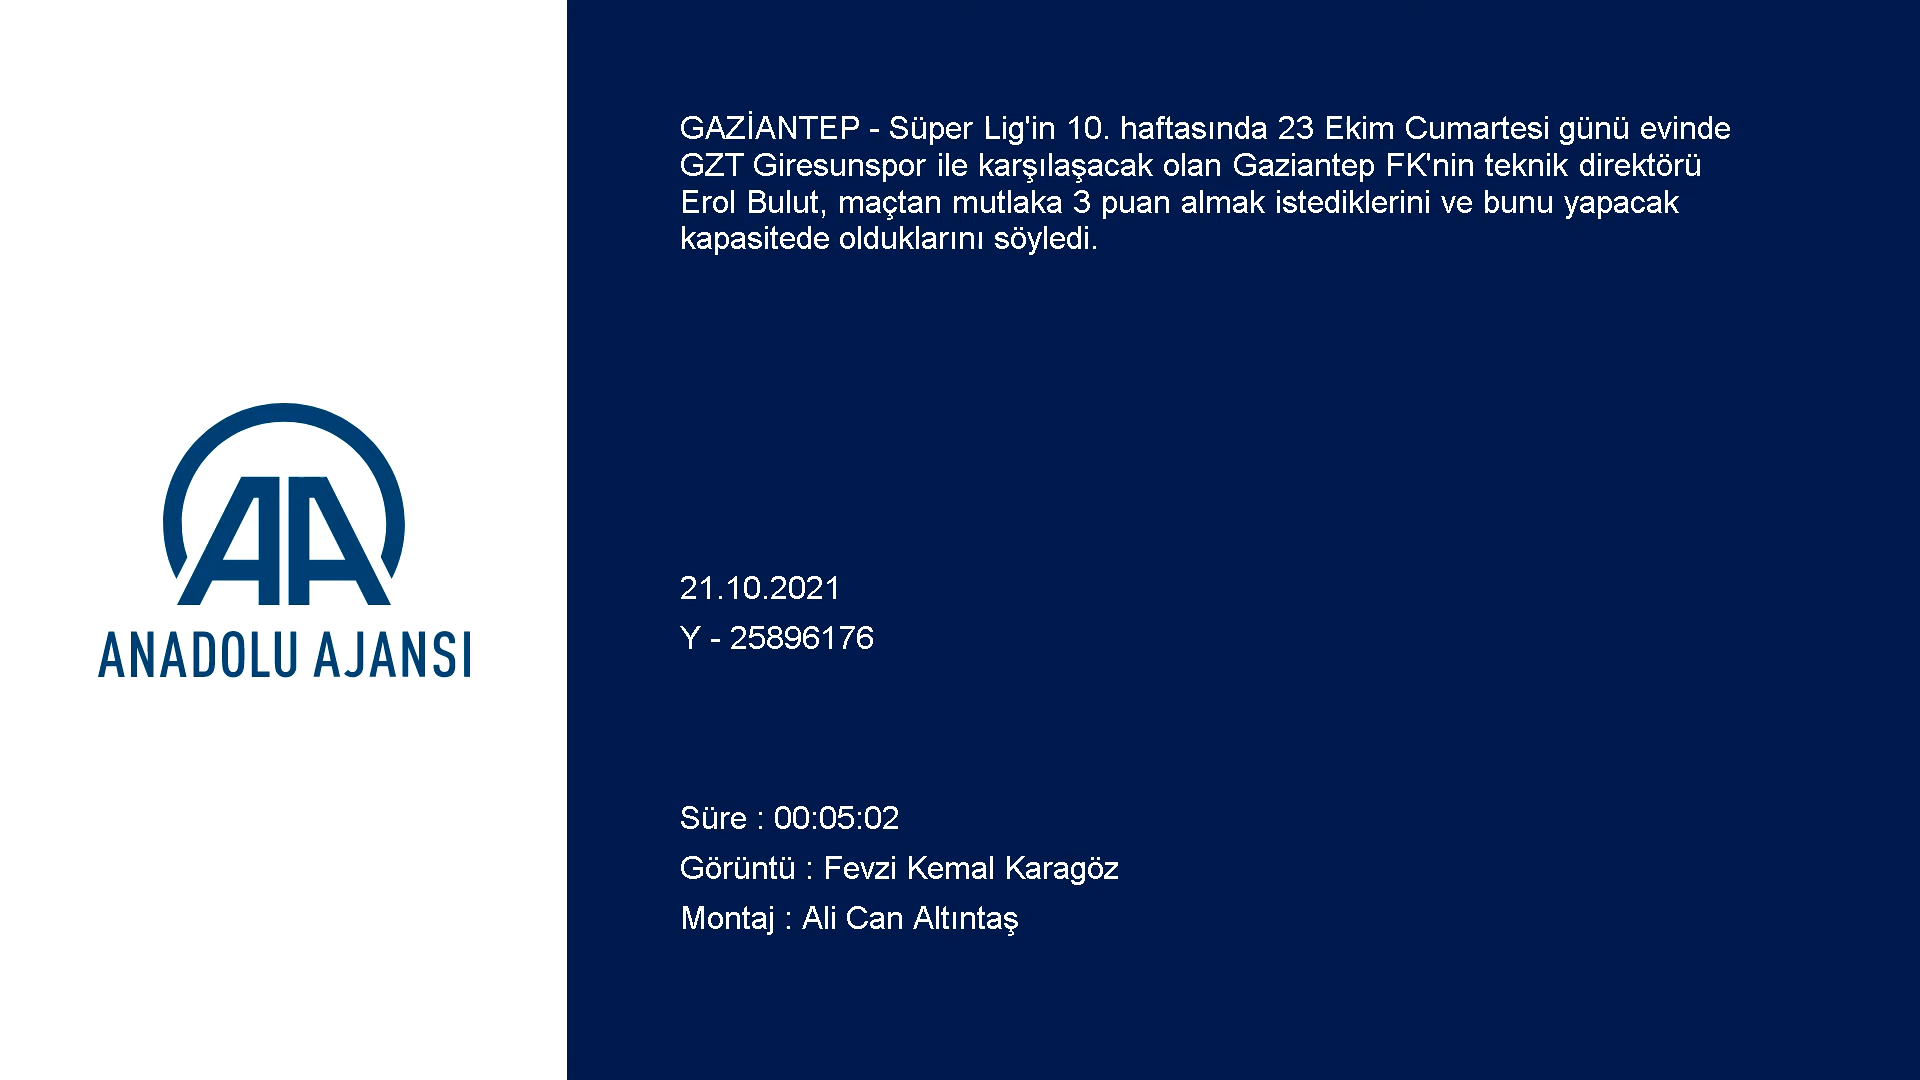 GAZİANTEP - Süper Lig'in 10. haftasında 23 Ekim Cumartesi günü evinde
GZT Giresunspor ile karşılaşacak olan Gaziantep FK'nin teknik direktörü
Erol Bulut, maçtan mutlaka 3 puan almak istediklerini ve bunu yapacak
kapasitede olduklarını söyledi.
AA
ANADOLU AJANSI
21.10.2021
Y - 25896176
Süre : 00:05:02
Görüntü : Fevzi Kemal Karagöz
Montaj : Ali Can Altıntaş